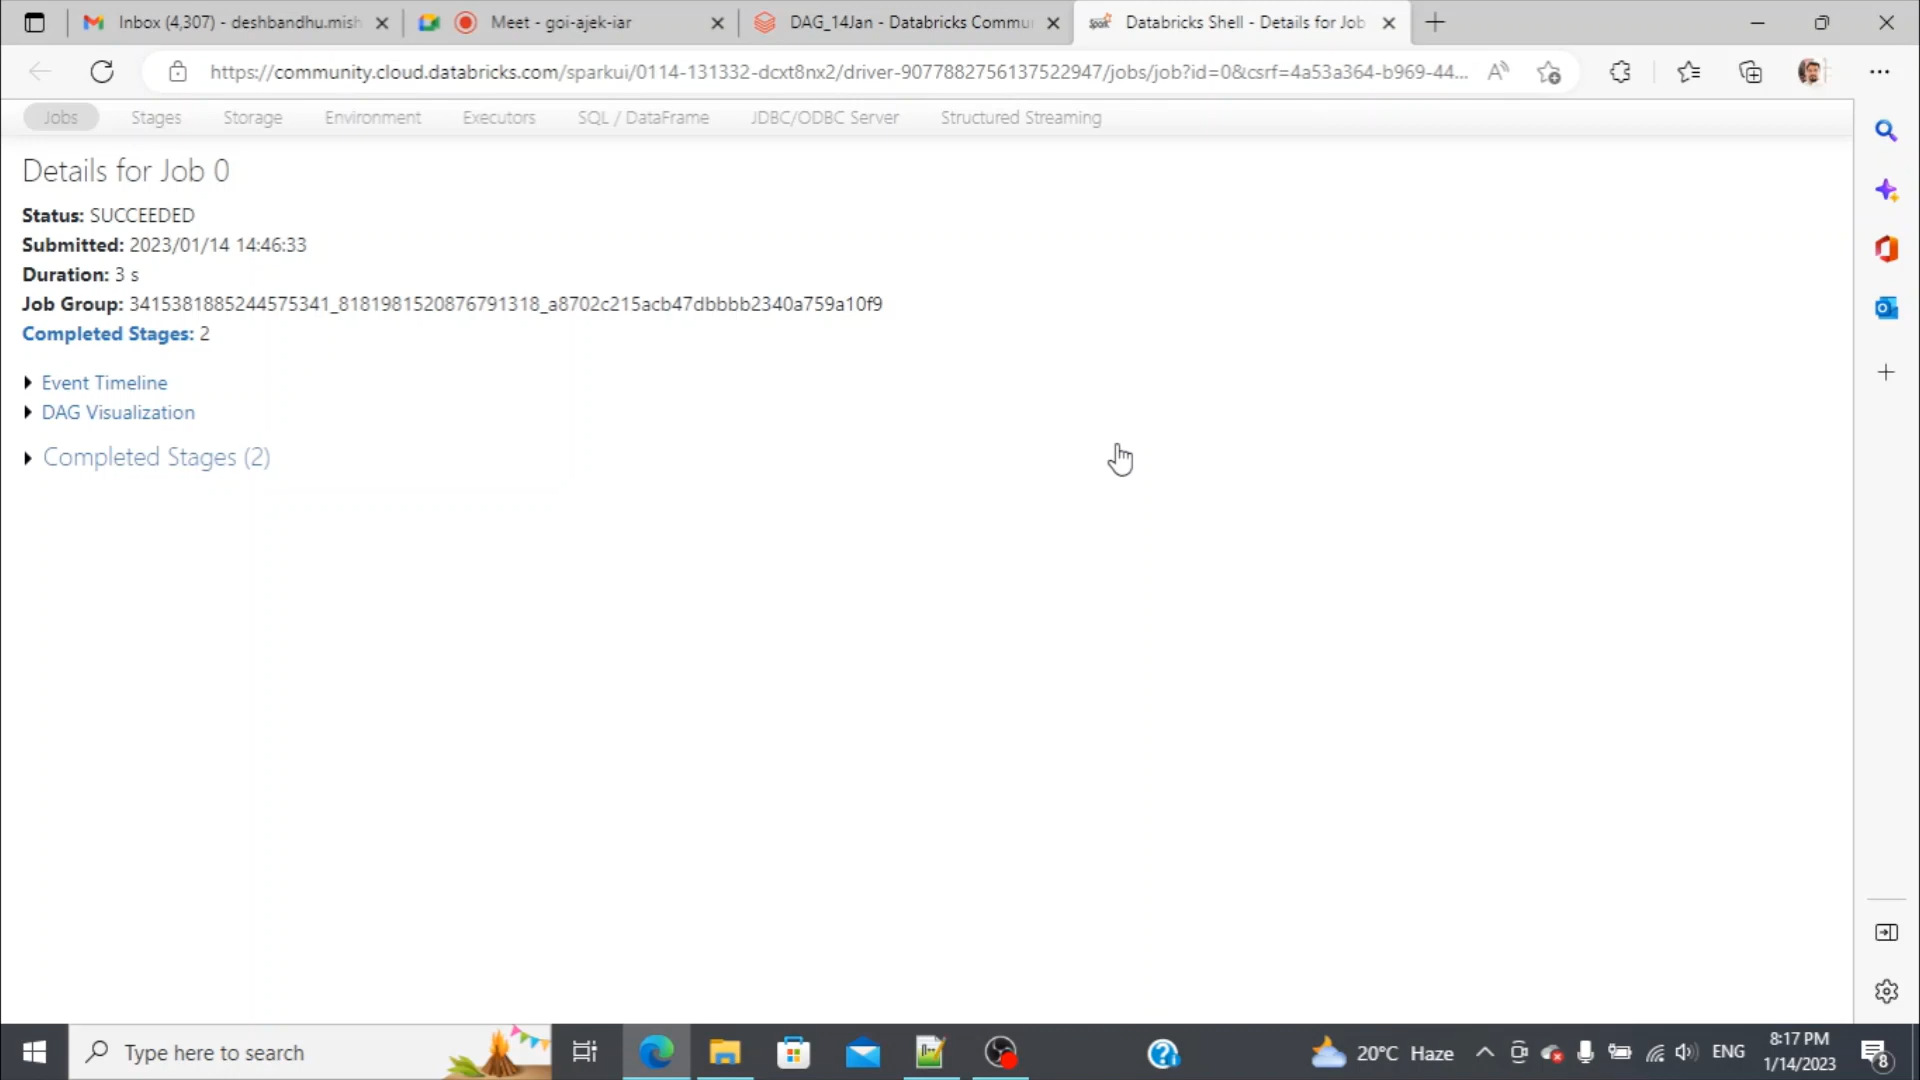 Inbox (4,307) - deshbandhu.mish
Meet - goi-ajek-iar
DAG_14Jan - Databricks Commu
Databricks Shell - Details for Job
https://community.cloud.databricks.com/sparkui/0114-131332-dcxt8nx2/driver-9077882756137522947/jobs/job?id=0&csrf=4a53a364-b969-44...
Jobs Stages Storage Environment Executors SQL / DataFrame JDBC/ODBC Server Structured Streaming
Details for Job 0
Status: SUCCEEDED
Submitted: 2023/01/14 14:46:33
Duration: 3 s
Job Group: 3415381885244575341_8181981520876791318_a8702c215acb47dbbbb2340a759a10f9
Completed Stages: 2
Event Timeline
DAG Visualization
Completed Stages (2)
Type here to search
20°C Haze
ENG
8:17 PM
1/14/2023
8